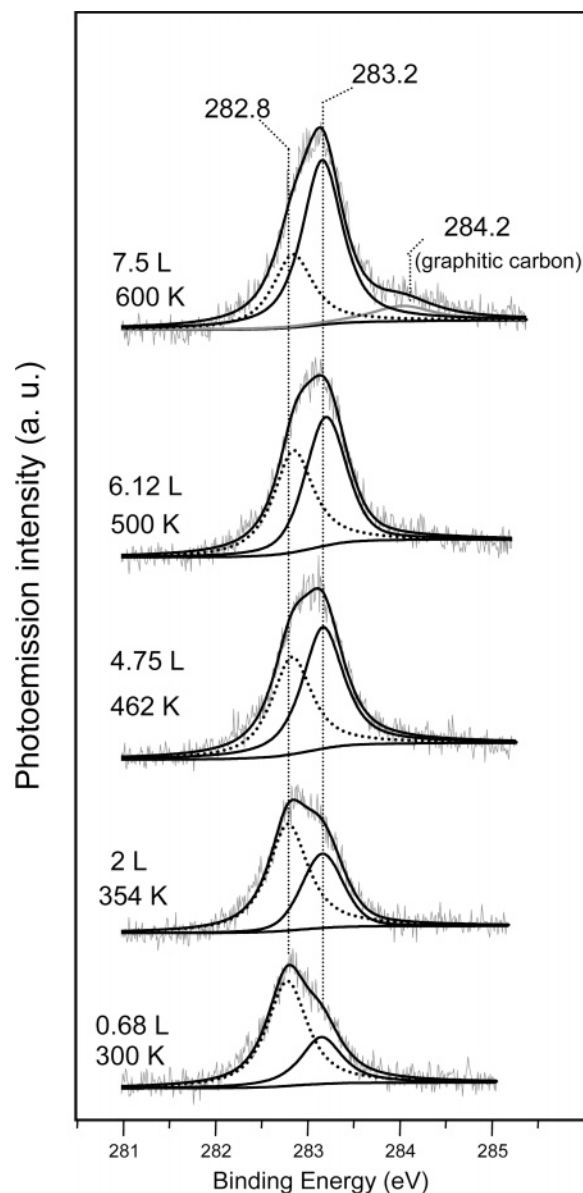 283.2
282.8
284.2
(graphitic carbon)
7.5 L
600 K
6.12 L
500 K
4.75 L
462 K
2 L
354 K
0.68 L
300 K
Photoemission intensity (a. u.)
281 282 283 284 285
Binding Energy (eV)